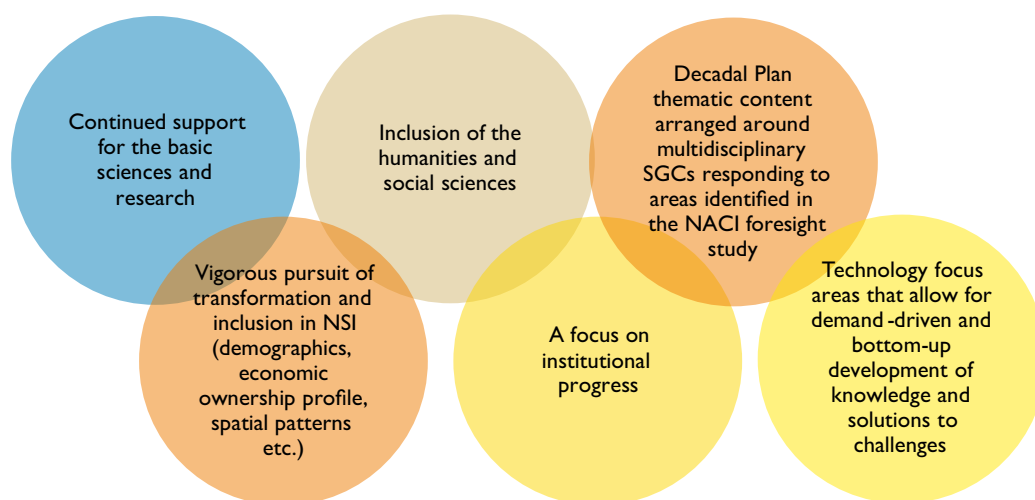 Continued support
for the basic
sciences and
research
Vigorous pursuit of
transformation and
inclusion in NSI
(demographics,
economic
ownership profile,
spatial patterns
etc.)
Inclusion of the
humanities and
social sciences
A focus on
institutional
progress
Decadal Plan
thematic content
arranged around
multidisciplinary
SGCs responding to
areas identified in
the NACI foresight
study
Technology focus
areas that allow for
demand -driven and
bottom-up
development of
knowledge and
solutions to
challenges